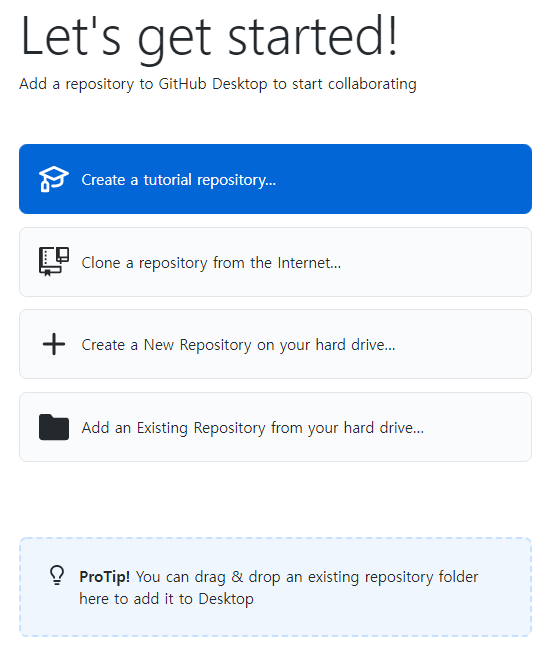 Let's get started!
Add a repository to GitHub Desktop to start collaborating
Create a tutorial repository...
Clone a repository from the Internet...
Create a New Repository on your hard drive...
Add an Existing Repository from your hard drive...
ProTip! You can drag & drop an existing repository folder
here to add it to Desktop